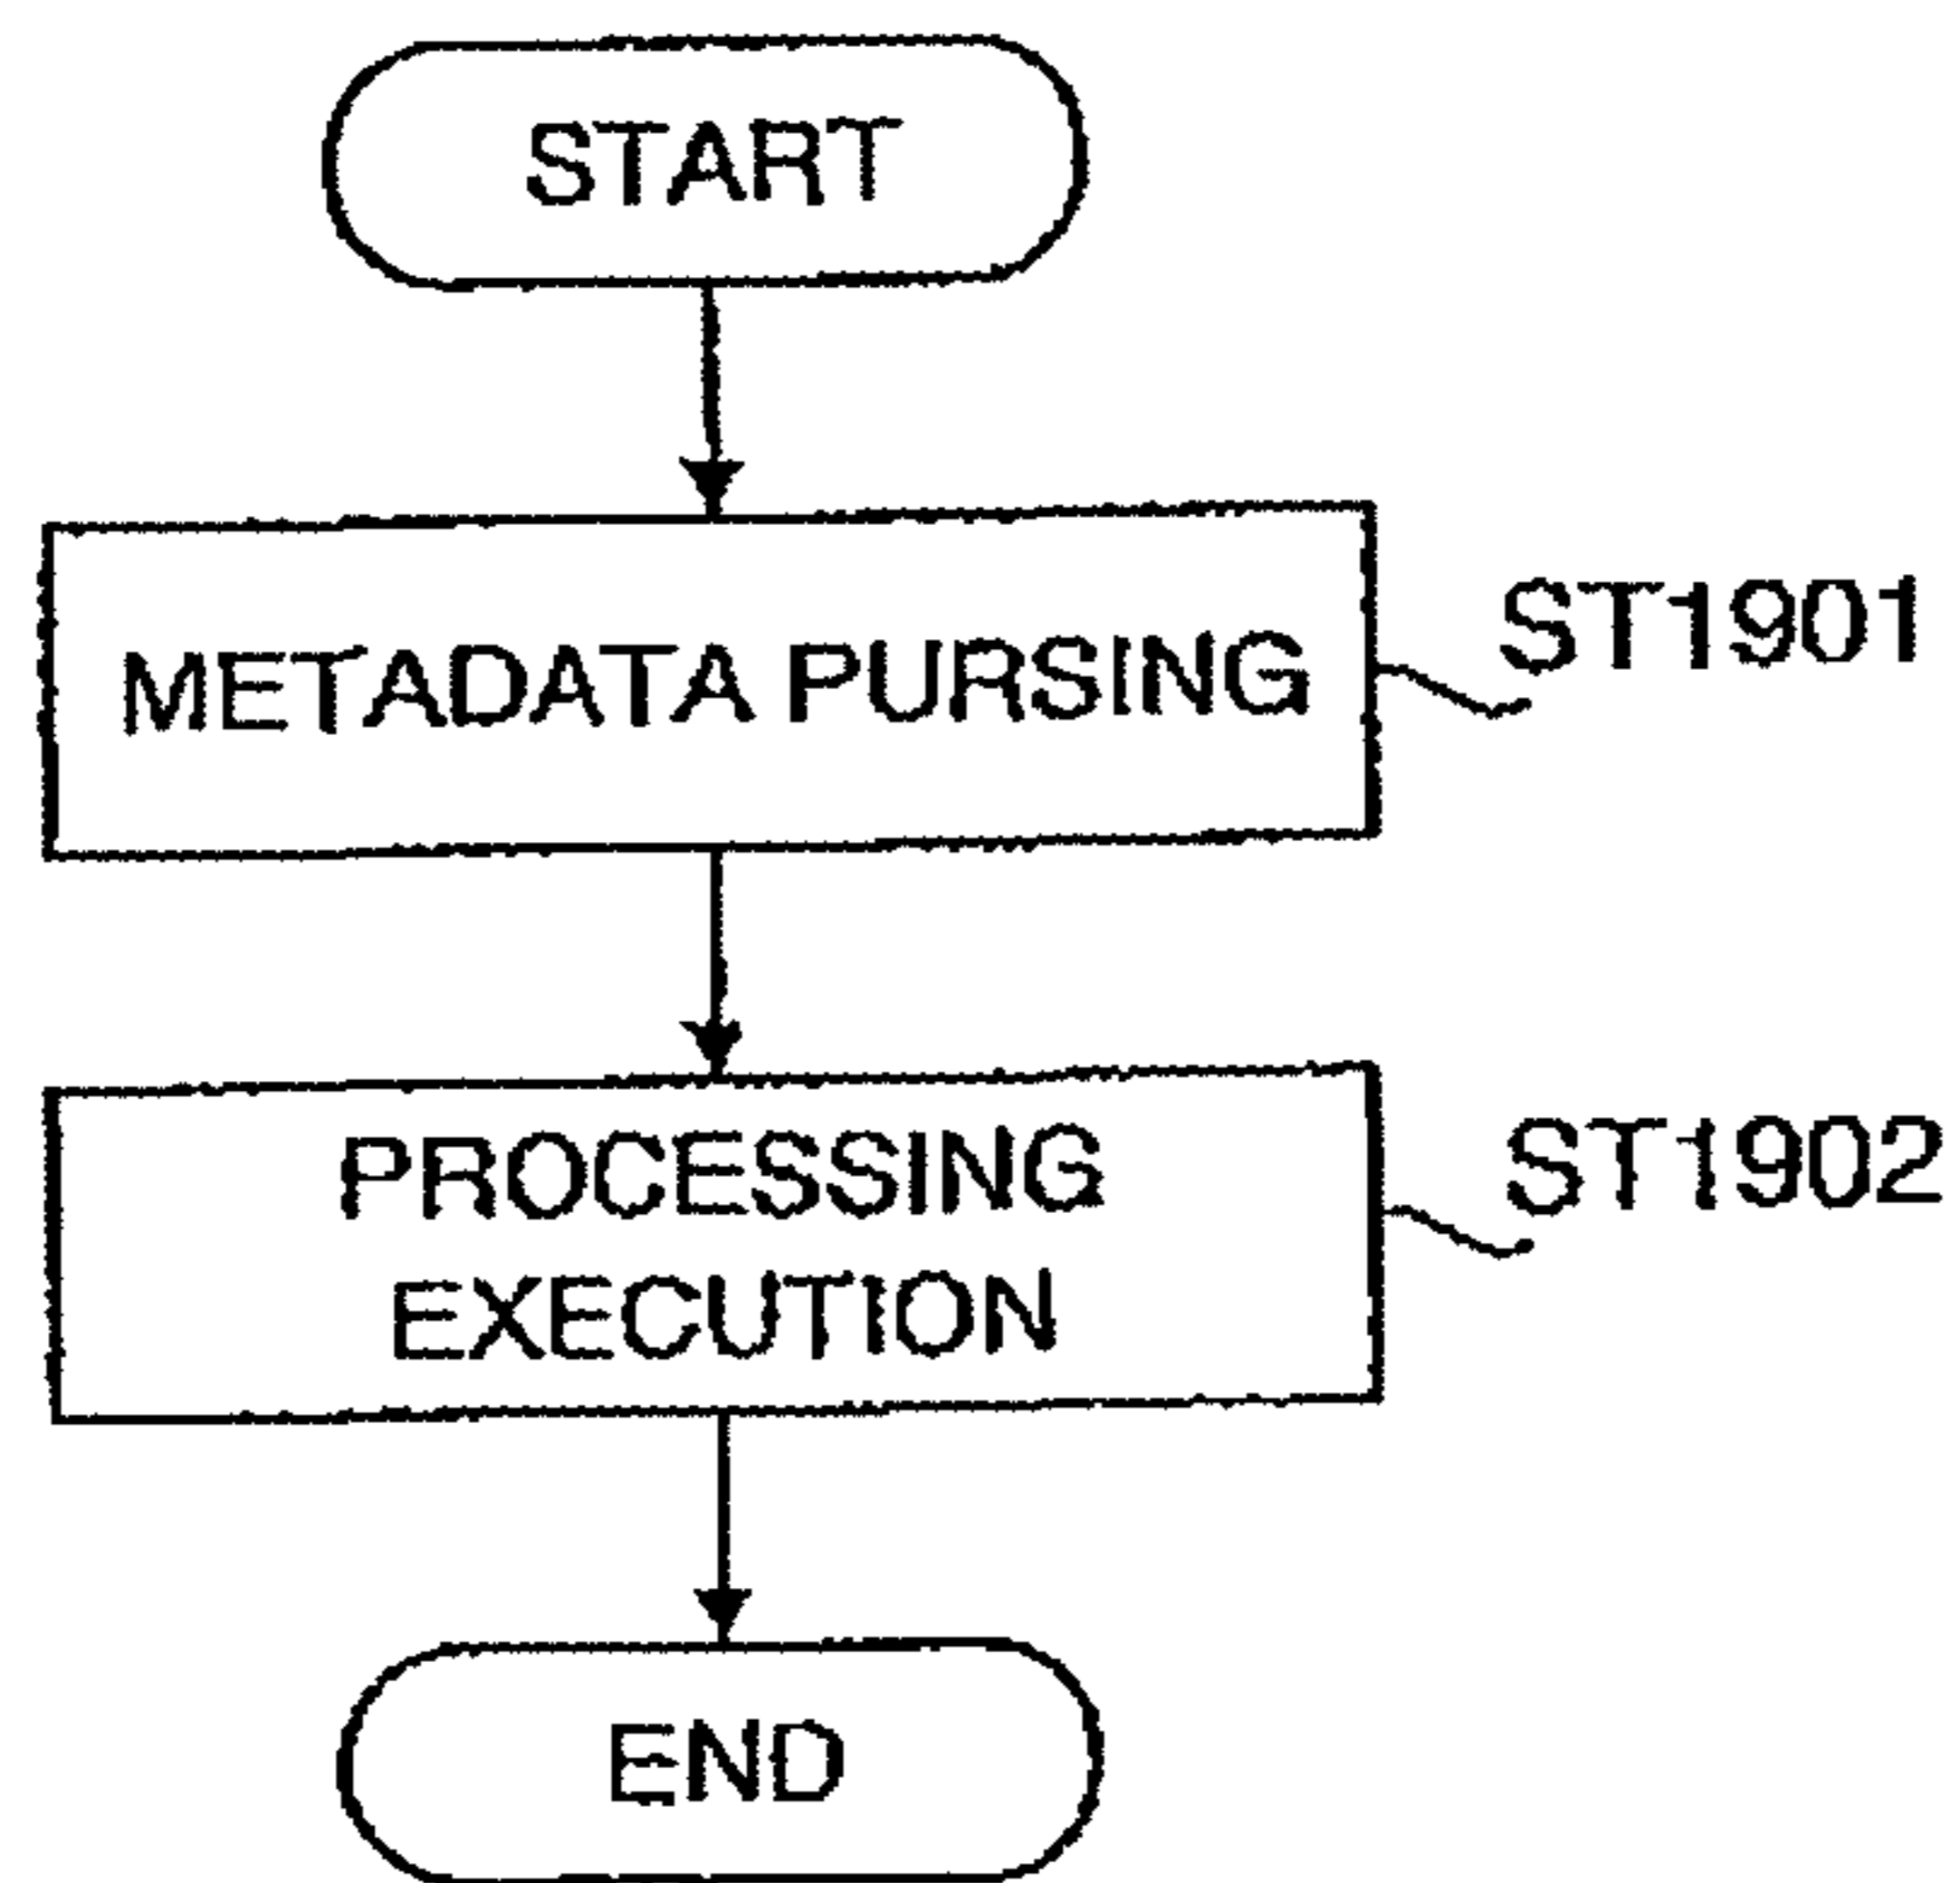 START
METADATA PURSING
ST1901
PROCESSING
EXECUTION
ST1902
END